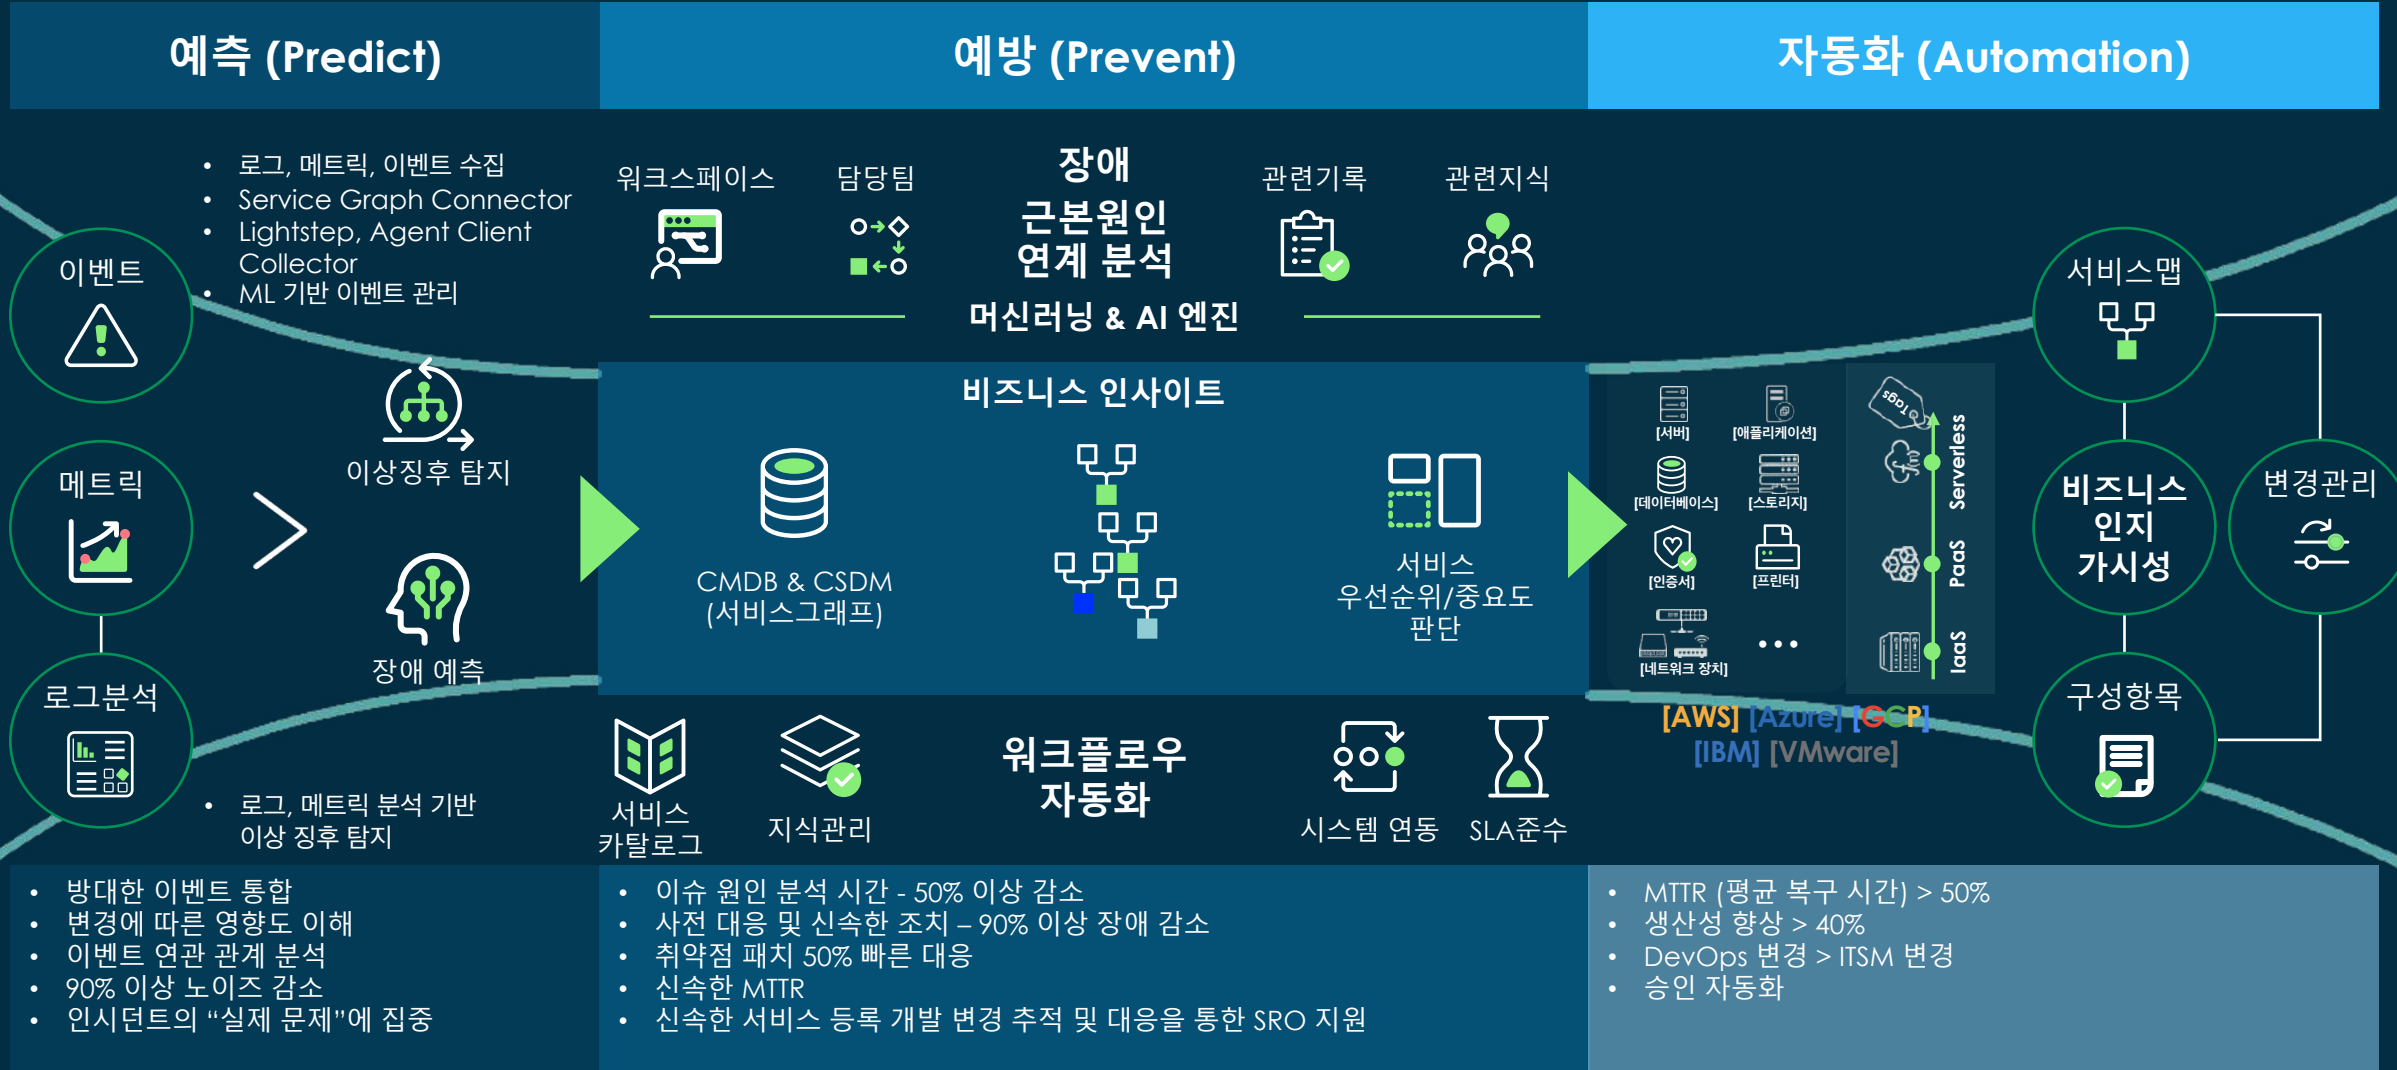 예측 (Predict)
예방 (Prevent)
자동화 (Automation)
• 로그, 메트릭, 이벤트 수집
• Service Graph Connector
• Lightstep, Agent Client
Collector
• ML 기반 이벤트 관리
이벤트
메트릭
로그분석
이상징후 탐지
장애 예측
• 로그, 메트릭 분석 기반
이상 징후 탐지
워크스페이스
담당팀
장애
근본원인
연계 분석
관련기록
관련지식
머신러닝 & AI 엔진
비즈니스 인사이트
CMDB & CSDM
(서비스그래프)
서비스
우선순위/중요도
판단
서비스
카탈로그
지식관리
워크플로우
자동화
시스템 연동
SLA준수
[서버]
[애플리케이션]
[데이터베이스]
[스토리지]
[인증서]
[프린터]
[네트워크 장치]
Tags
Serverless
PaaS
IaaS
[AWS] [Azure] [GCP]
[IBM] [VMware]
서비스맵
비즈니스
인지
가시성
변경관리
구성항목
• 방대한 이벤트 통합
• 변경에 따른 영향도 이해
• 이벤트 연관 관계 분석
• 90% 이상 노이즈 감소
• 인시던트의 “실제 문제”에 집중
• 이슈 원인 분석 시간 - 50% 이상 감소
• 사전 대응 및 신속한 조치 – 90% 이상 장애 감소
• 취약점 패치 50% 빠른 대응
• 신속한 MTTR
• 신속한 서비스 등록 개발 변경 추적 및 대응을 통한 SRO 지원
• MTTR (평균 복구 시간) > 50%
• 생산성 향상 > 40%
• DevOps 변경 > ITSM 변경
• 승인 자동화